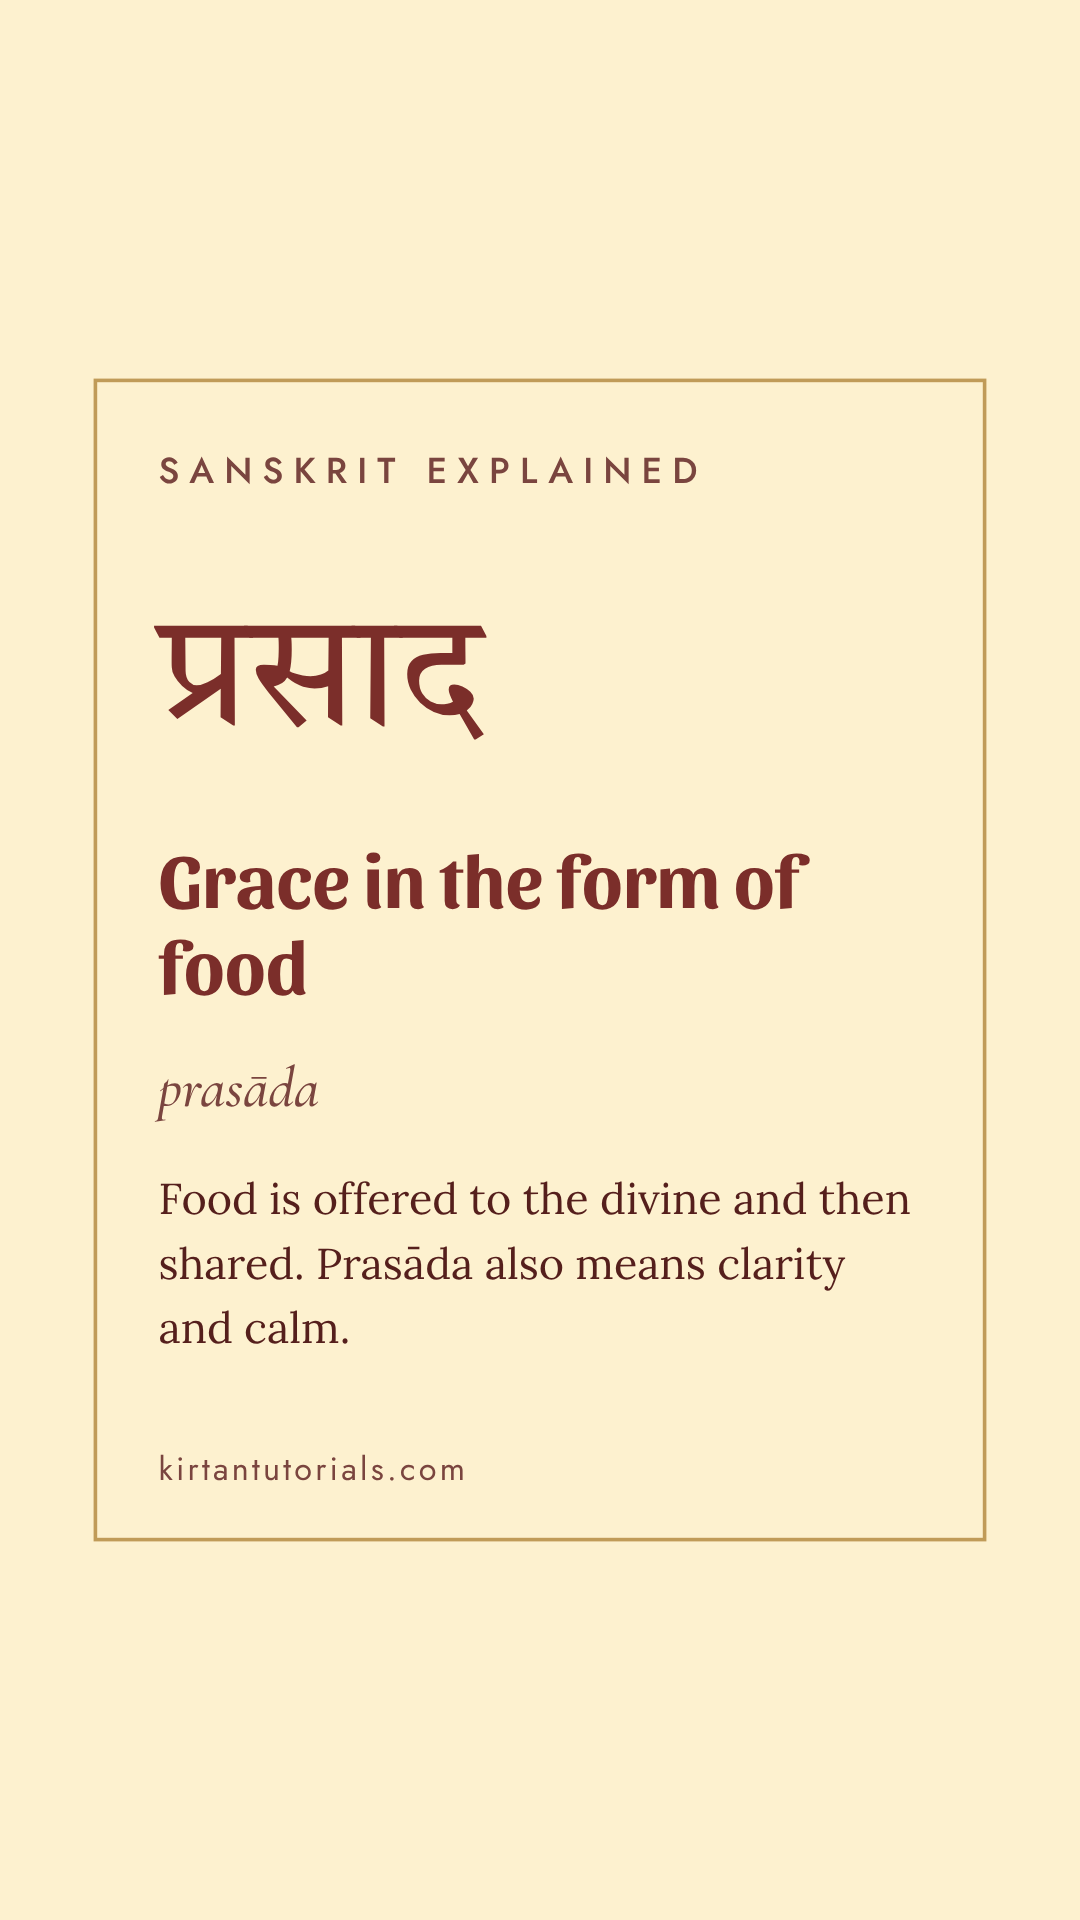 SANSKRIT EXPLAINED
प्रसाद
Grace in the form of
food
prasāda
Food is offered to the divine and then
shared. Prasāda also means clarity
and calm.
kirtantutorials.com